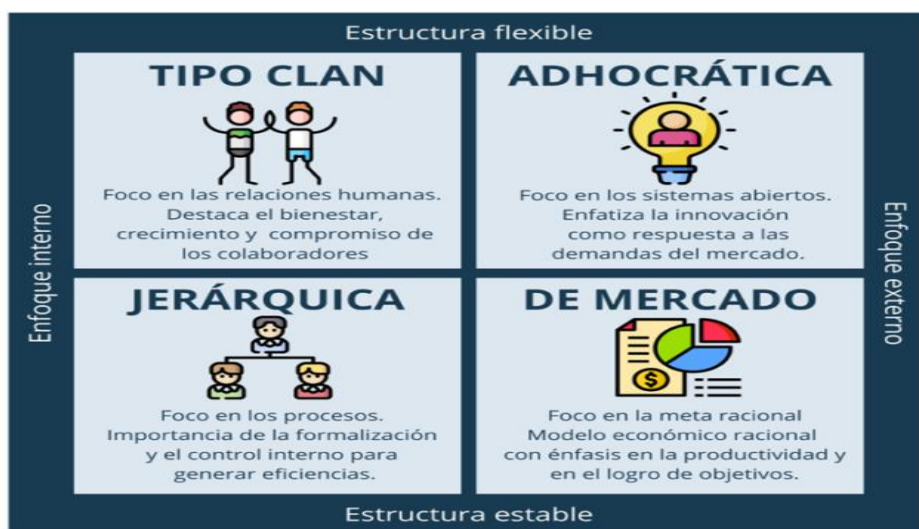 Estructura flexible
Enfoque interno
TIPO CLAN
Foco en las relaciones humanas.
Destaca el bienestar,
crecimiento y compromiso de
los colaboradores
ADHOCRÁTICA
Foco en los sistemas abiertos.
Enfatiza la innovación
como respuesta a las
demandas del mercado.
Enfoque externo
JERÁRQUICA
Foco en los procesos.
Importancia de la formalización
y el control interno para
generar eficiencias.
DE MERCADO
$
Foco en la meta racional
Modelo económico racional
con énfasis en la productividad y
en el logro de objetivos.
Estructura estable